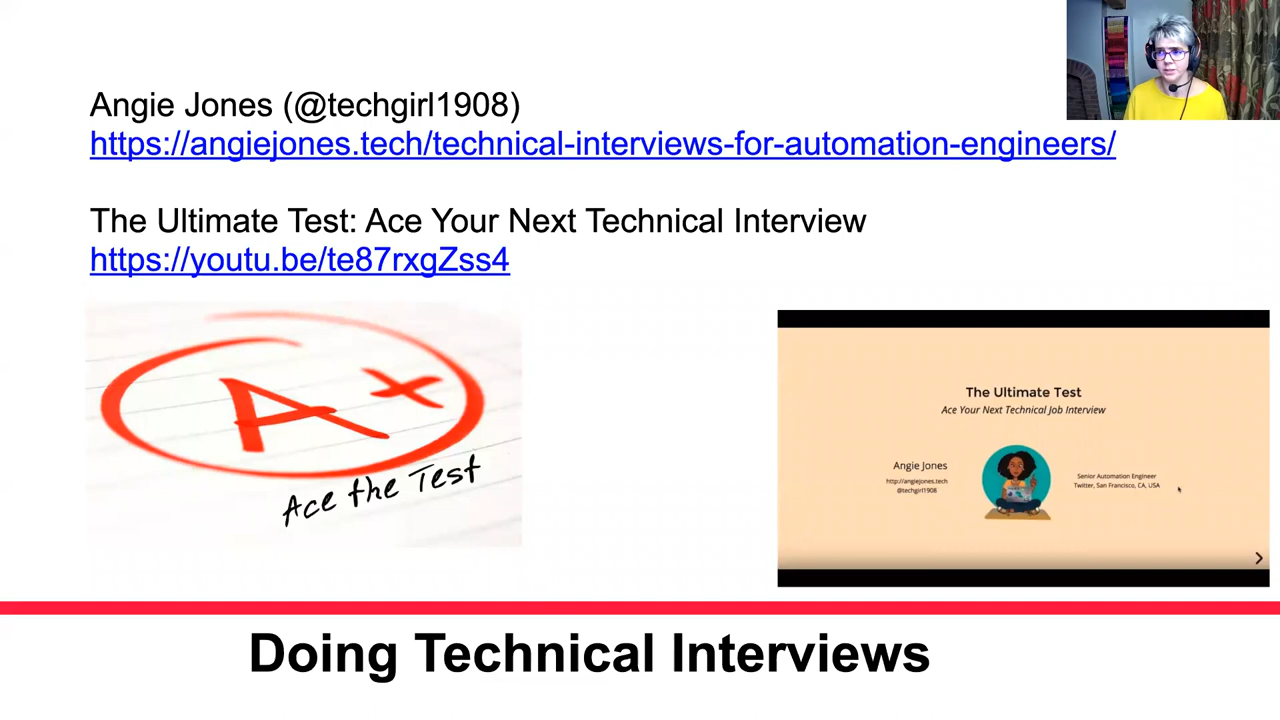 Angie Jones (@techgirl1908)
https://angiejones.tech/technical-interviews-for-automation-engineers/
The Ultimate Test: Ace Your Next Technical Interview
https://youtu.be/te87rxgZss4
A+
Ace the Test
The Ultimate Test
Ace Your Next Technical Job Interview
Angie Jones
http://angiejones.tech
@techgirl1908
Senior Automation Engineer
Twitter, San Francisco, CA, USA
Doing Technical Interviews